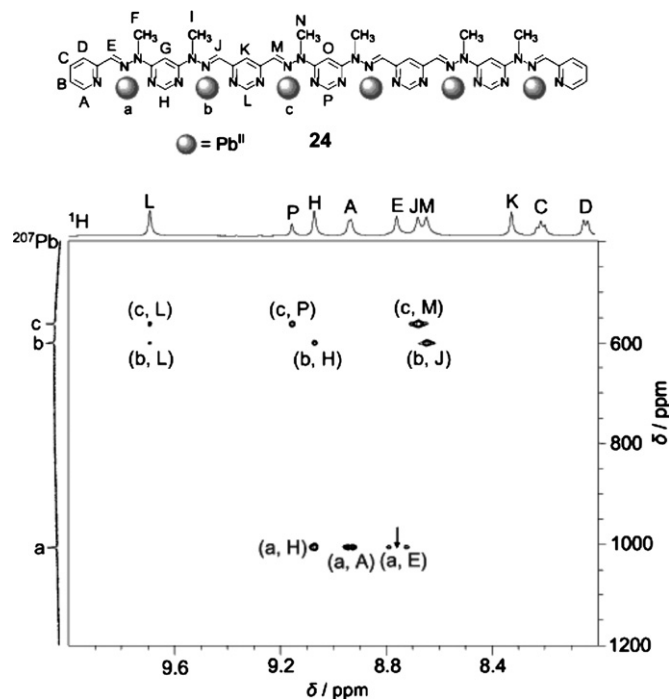 F I N
CH₃ CH₃ CH₃ CH₃ CH₃ CH₃
C D E G J K M O
N N N N N N N N N N N N
B N N N N N N N N N N N N
A H L P
a b c
= Pbᴵᴵ 24
¹H L P H A E J M K C D
²⁰⁷Pb
c (c, L) (c, P) (c, M)
b (b, L) (b, H) (b, J) 600
800
a (a, H) (a, A) (a, E) 1000
1200
9.6 9.2 8.8 8.4
δ / ppm
δ / ppm